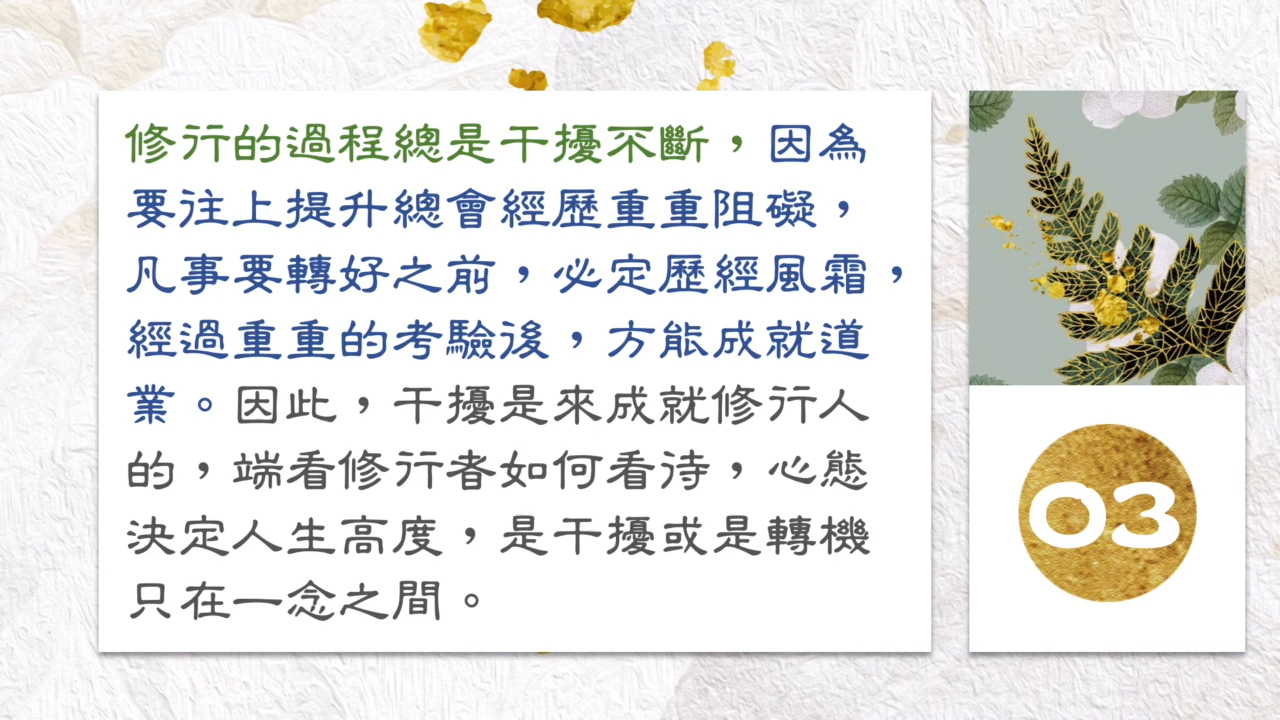 修行的過程總是干擾不斷，因為
要往上提升總會經歷重重阻礙，
凡事要轉好之前，必定歷經風霜，
經過重重的考驗後，方能成就道
業。因此，干擾是來成就修行人
的，端看修行者如何看待，心態
決定人生高度，是干擾或是轉機
只在一念之間。
03